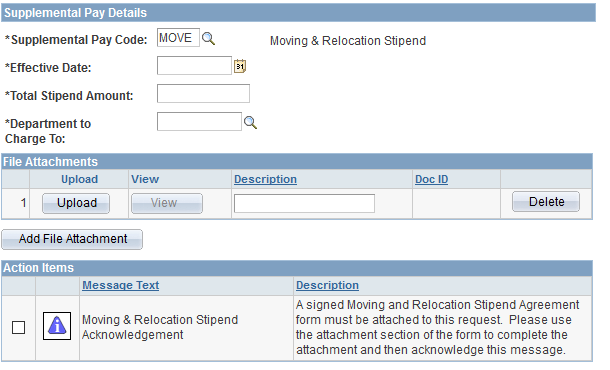 Supplemental Pay Details
*Supplemental Pay Code: MOVE Moving & Relocation Stipend
*Effective Date: 31
*Total Stipend Amount:
*Department to
Charge To:
File Attachments
Upload View Description Doc ID
1 Upload View Delete
Add File Attachment
Action Items
Message Text Description
Moving & Relocation Stipend
Acknowledgement
A signed Moving and Relocation Stipend Agreement
form must be attached to this request. Please use
the attachment section of the form to complete the
attachment and then acknowledge this message.